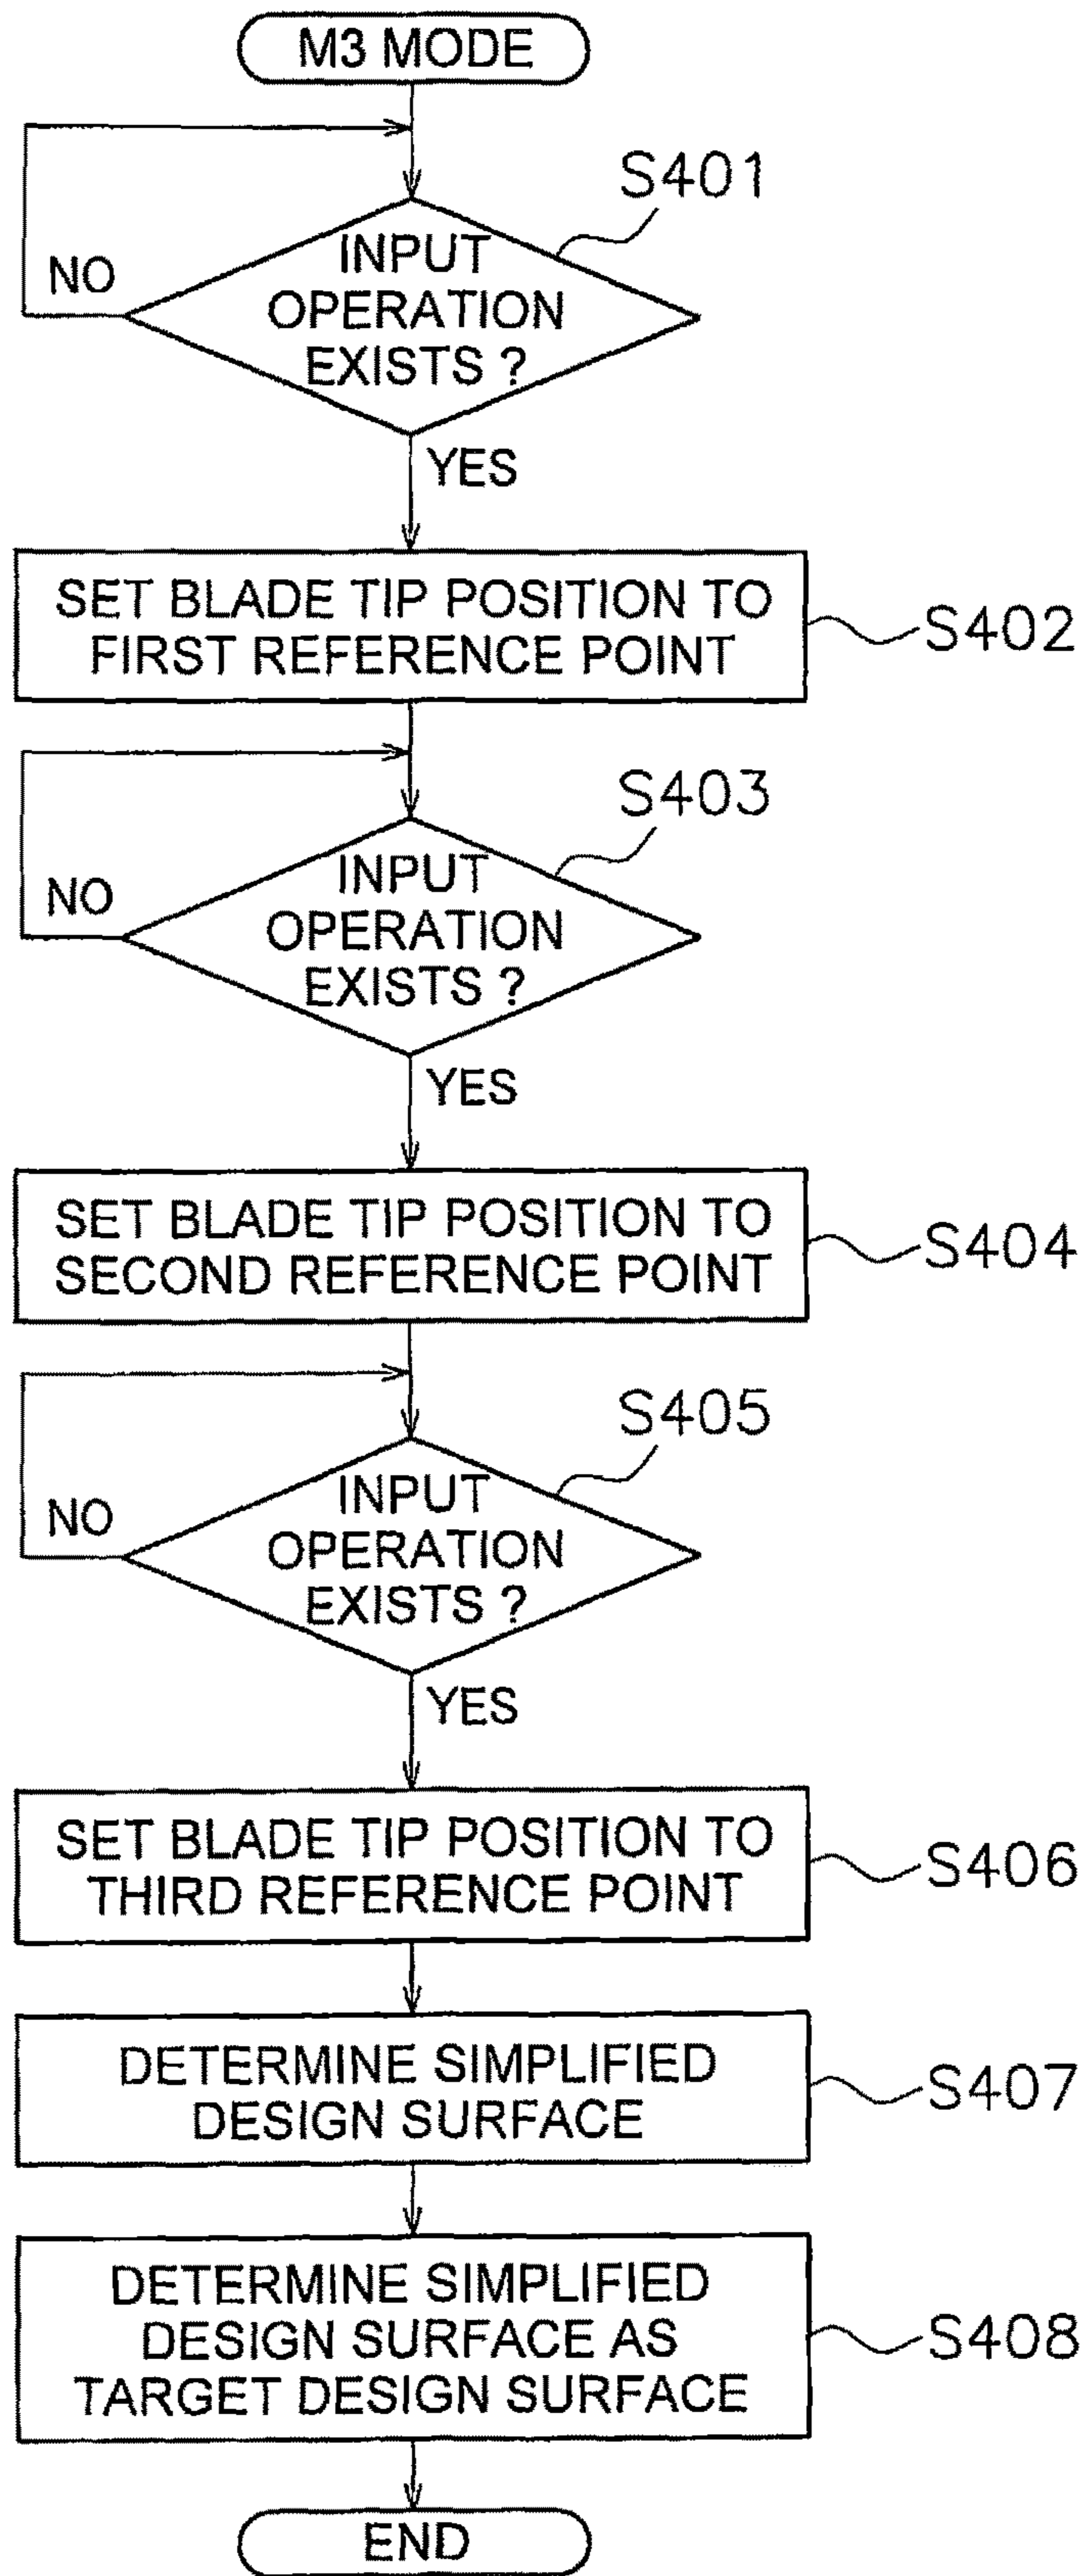 M3 MODE
S401
INPUT
OPERATION
EXISTS ?
NO
YES
SET BLADE TIP POSITION TO
FIRST REFERENCE POINT
S402
S403
INPUT
OPERATION
EXISTS ?
NO
YES
SET BLADE TIP POSITION TO
SECOND REFERENCE POINT
S404
S405
INPUT
OPERATION
EXISTS ?
NO
YES
SET BLADE TIP POSITION TO
THIRD REFERENCE POINT
S406
DETERMINE SIMPLIFIED
DESIGN SURFACE
S407
DETERMINE SIMPLIFIED
DESIGN SURFACE AS
TARGET DESIGN SURFACE
S408
END